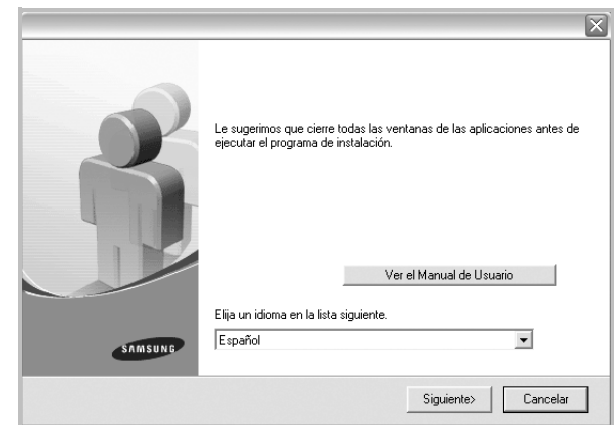 Le sugerimos que cierre todas las ventanas de las aplicaciones antes de
ejecutar el programa de instalación.
Ver el Manual de Usuario
Elija un idioma en la lista siguiente.
Español
SAMSUNG
Siguiente>
Cancelar